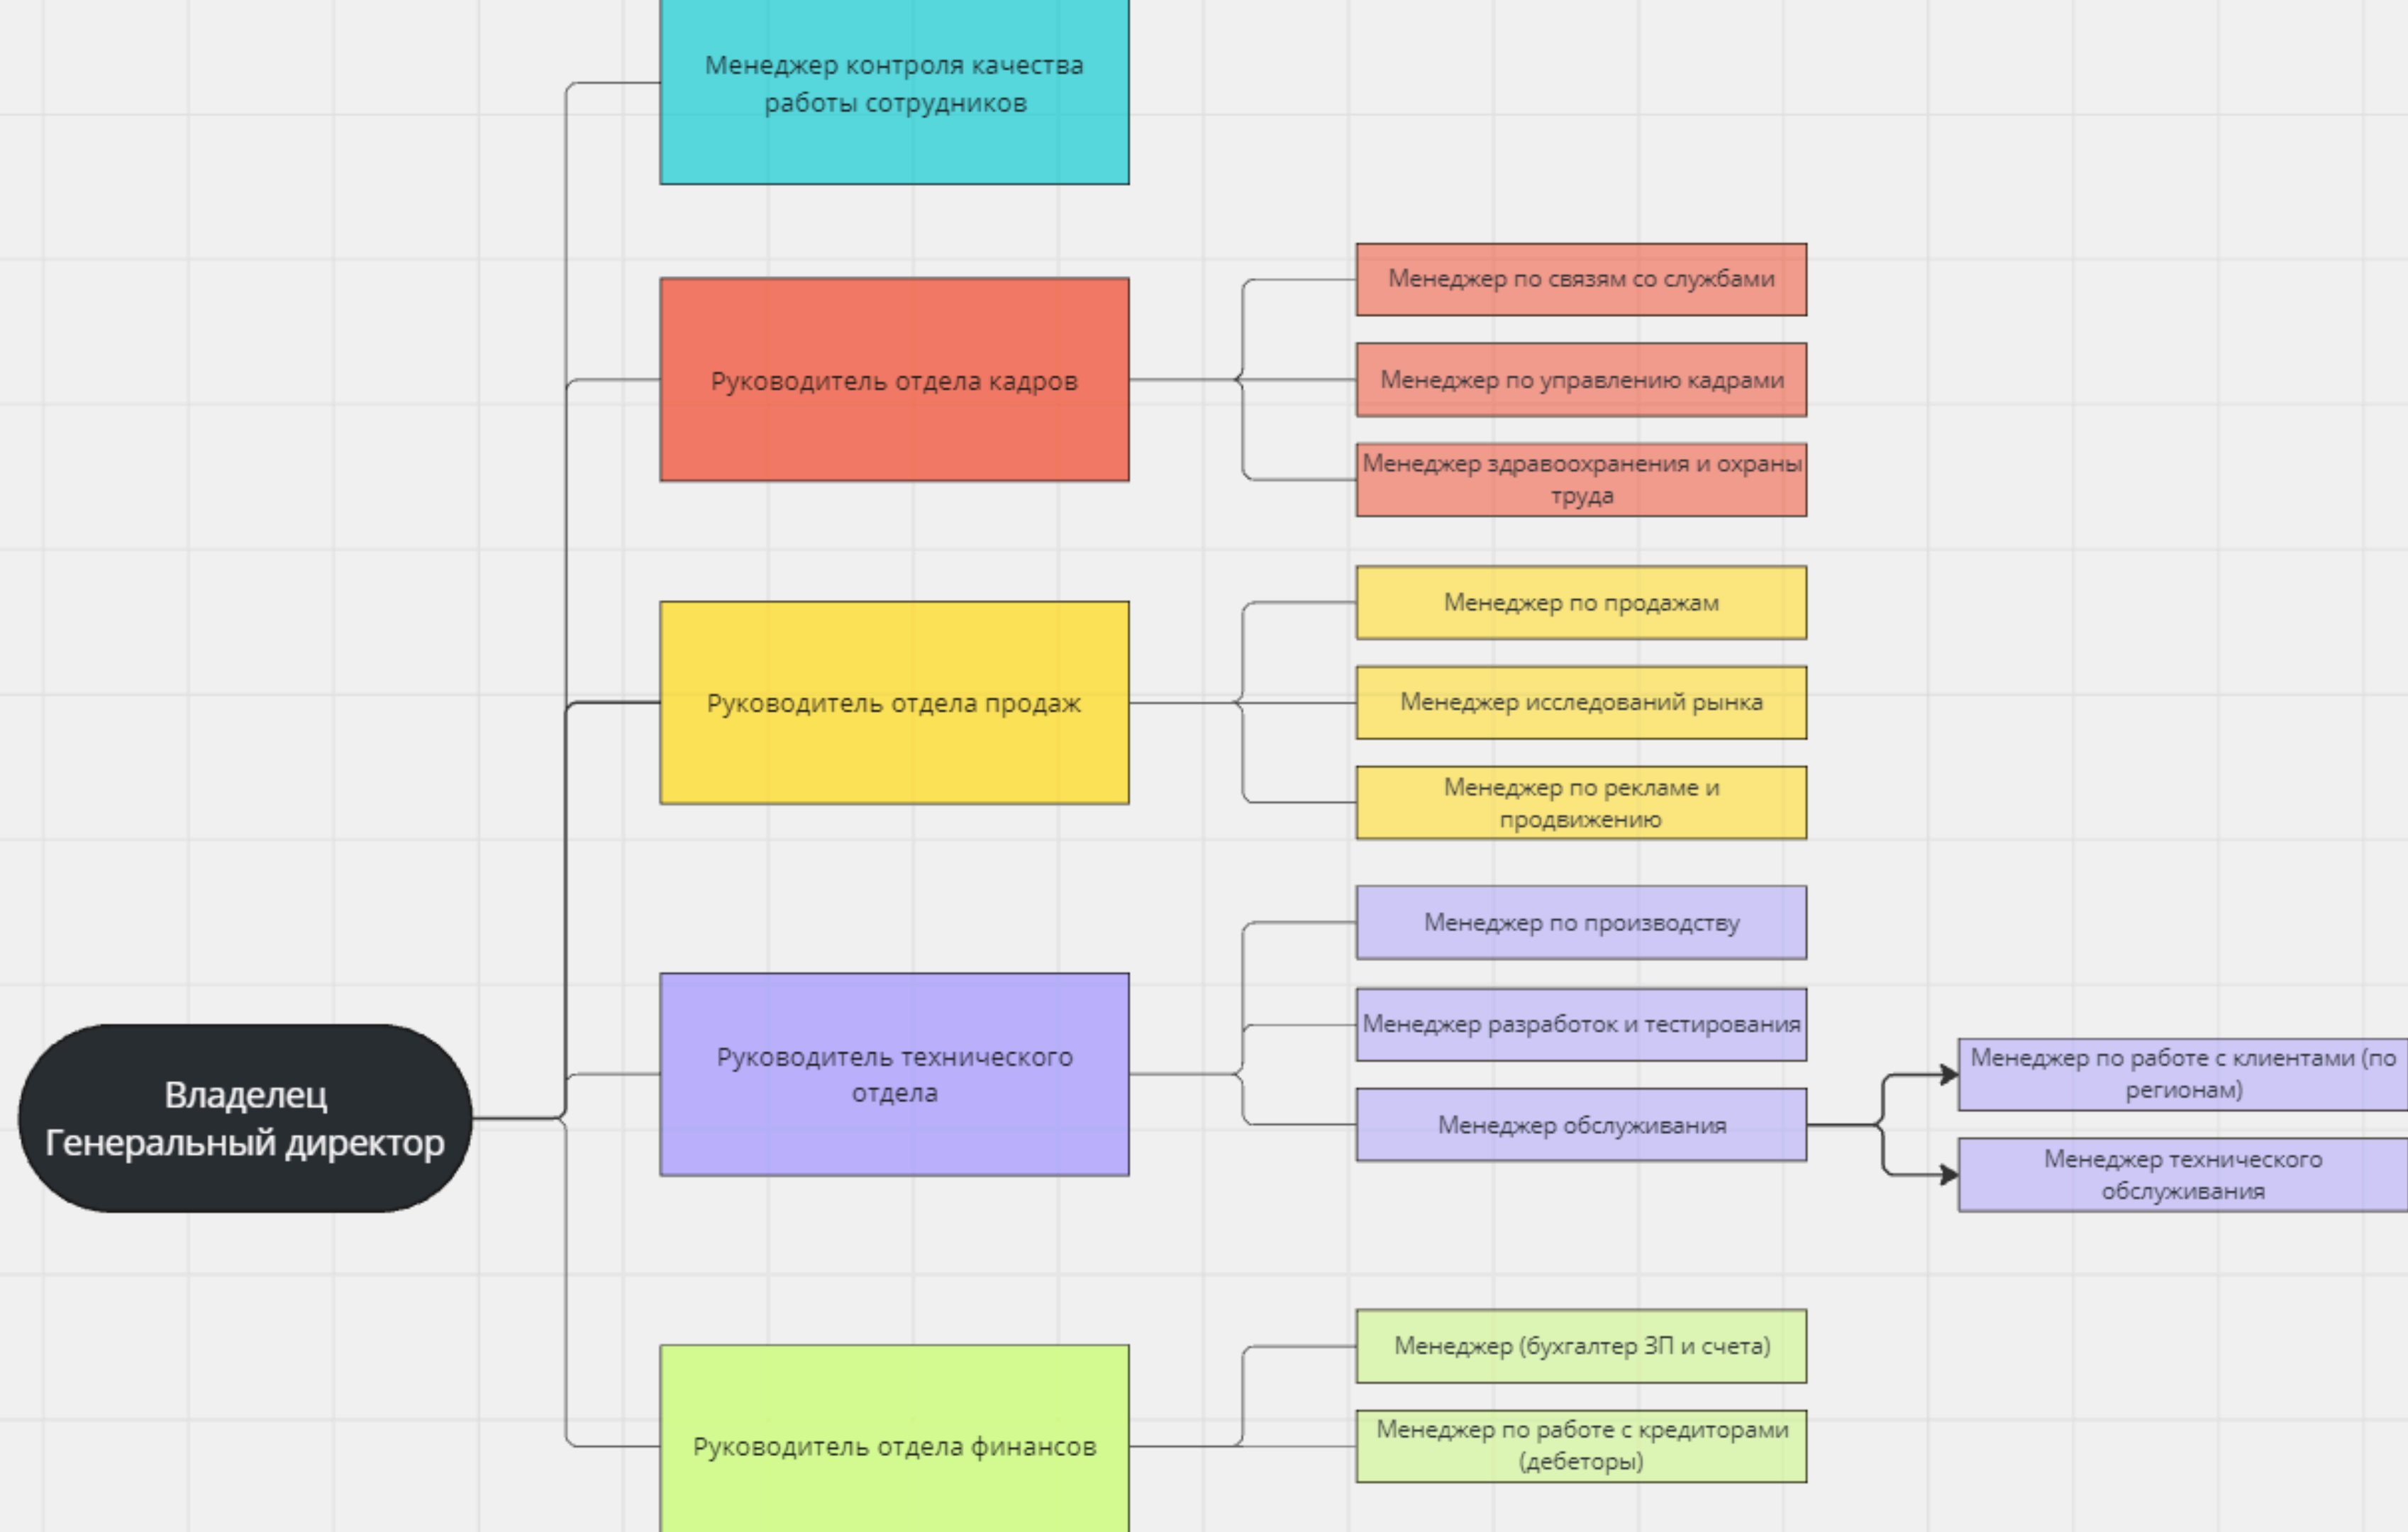 Менеджер контроля качества
работы сотрудников
Руководитель отдела кадров
Менеджер по связям со службами
Менеджер по управлению кадрами
Менеджер здравоохранения и охраны
труда
Руководитель отдела продаж
Менеджер по продажам
Менеджер исследований рынка
Менеджер по рекламе и
продвижению
Владелец
Генеральный директор
Руководитель технического
отдела
Менеджер по производству
Менеджер разработок и тестирования
Менеджер обслуживания
Менеджер по работе с клиентами (по
регионам)
Менеджер технического
обслуживания
Руководитель отдела финансов
Менеджер (бухгалтер ЗП и счета)
Менеджер по работе с кредиторами
(дебеторы)